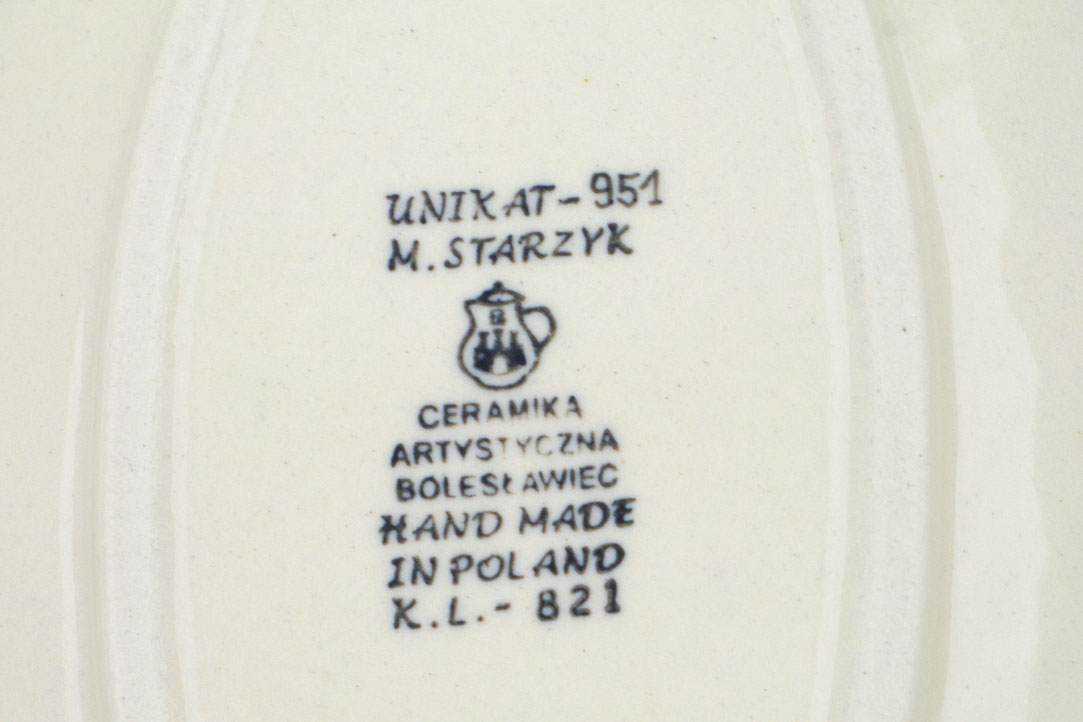 UNIKAT-951
M. STARZYK
CERAMIKA
ARTYSTYCZNA
BOLESŁAWIEC
HAND MADE
IN POLAND
K.L.- 821